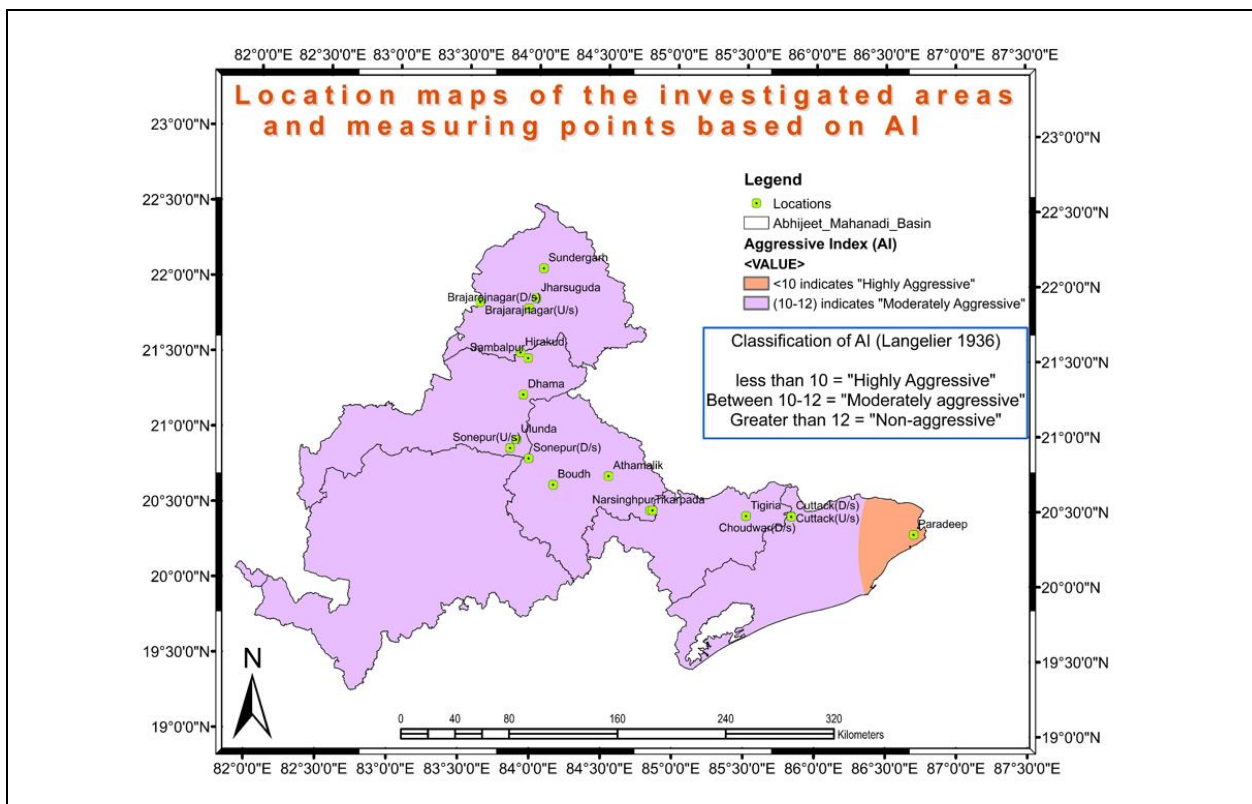 82°0'0"E 82°30'0"E 83°0'0"E 83°30'0"E 84°0'0"E 84°30'0"E 85°0'0"E 85°30'0"E 86°0'0"E 86°30'0"E 87°0'0"E 87°30'0"E
Location maps of the investigated areas
and measuring points based on AI
23°0'0"N
22°30'0"N
22°0'0"N
21°30'0"N
21°0'0"N
20°30'0"N
20°0'0"N
19°30'0"N
19°0'0"N
23°0'0"N
22°30'0"N
22°0'0"N
21°30'0"N
21°0'0"N
20°30'0"N
20°0'0"N
19°30'0"N
19°0'0"N
Legend
Locations
Abhijeet_Mahanadi_Basin
Aggressive Index (AI)
<VALUE>
<10 indicates "Highly Aggressive"
(10-12) indicates "Moderately Aggressive"
Classification of AI (Langelier 1936)
less than 10 = "Highly Aggressive"
Between 10-12 = "Moderately aggressive"
Greater than 12 = "Non-aggressive"
Sundergarh
Jharsuguda
Brajarajnagar(D/s)
Brajarajnagar(U/s)
Hirakud
Sambalpur
Dhama
Ulunda
Sonepur(U/s)
Sonepur(D/s)
Boudh
Athamalik
Narsinghpur
Tikarpada
Tigiria
Choudwar(D/s)
Cuttack(D/s)
Cuttack(U/s)
Paradeep
N
0 40 80 160 240 320
Kilometers
82°0'0"E 82°30'0"E 83°0'0"E 83°30'0"E 84°0'0"E 84°30'0"E 85°0'0"E 85°30'0"E 86°0'0"E 86°30'0"E 87°0'0"E 87°30'0"E